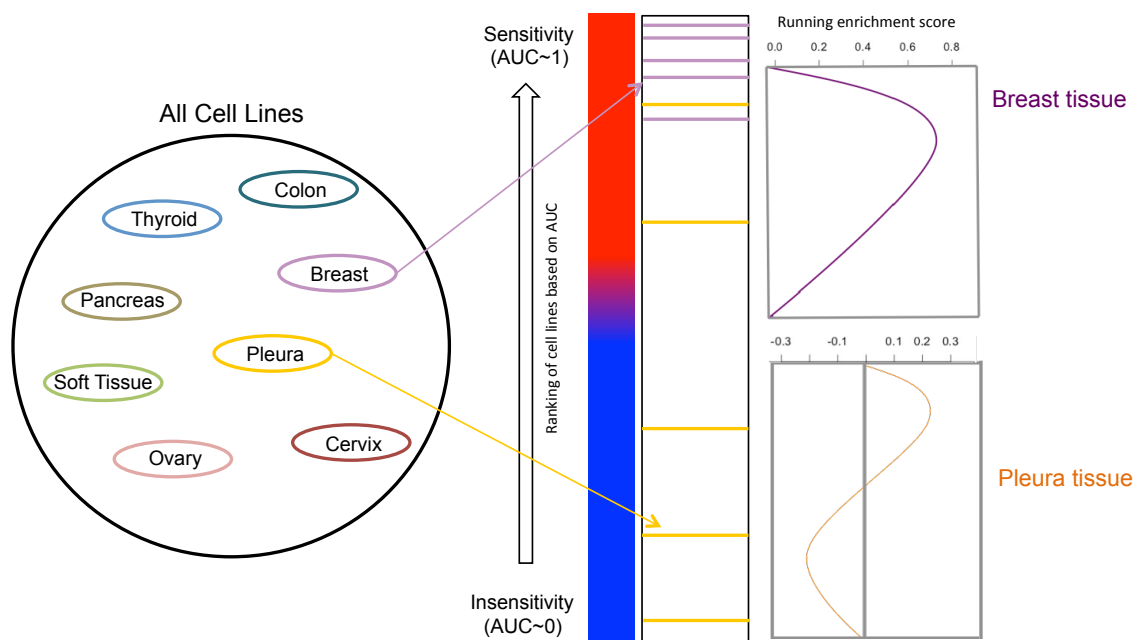 All Cell Lines
Colon
Thyroid
Breast
Pancreas
Pleura
Soft Tissue
Cervix
Ovary
Sensitivity
(AUC~1)
Ranking of cell lines based on AUC
Insensitivity
(AUC~0)
Running enrichment score
0.0 0.2 0.4 0.6 0.8
Breast tissue
-0.3 -0.1 0.1 0.3
Pleura tissue